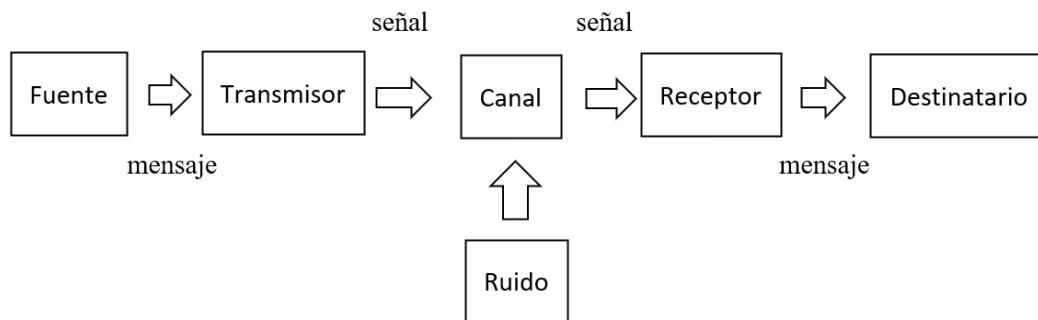 señal señal
Fuente Transmisor Canal Receptor Destinatario
mensaje mensaje
Ruido